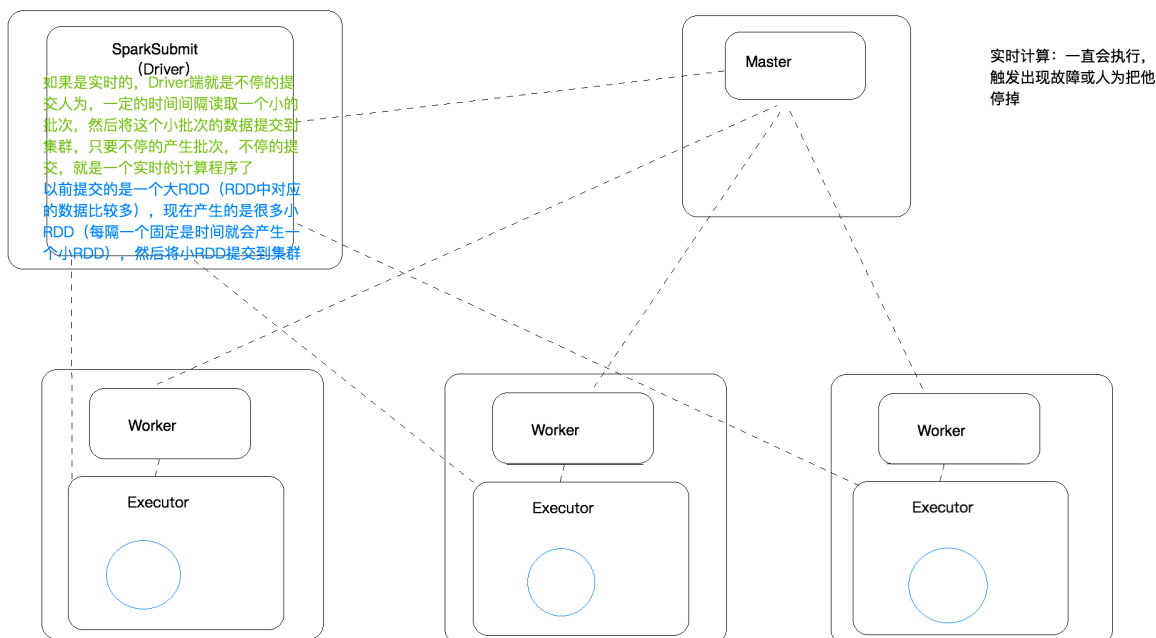 SparkSubmit
（Driver）
如果是实时的，Driver端就是不停的提
交人为，一定的时间间隔读取一个小的
批次，然后将这个小批次的数据提交到
集群，只要不停的产生批次，不停的提
交，就是一个实时的计算程序了
以前提交的是一个大RDD（RDD中对应
的数据比较多），现在产生的是很多小
RDD（每隔一个固定是时间就会产生一
个小RDD），然后将小RDD提交到集群
Master
实时计算：一直会执行，
触发出现故障或人为把他
停掉
Worker
Executor
Worker
Executor
Worker
Executor